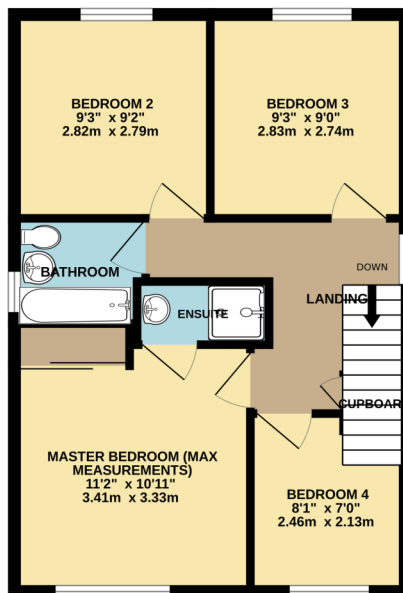 BEDROOM 2
9'3" x 9'2"
2.82m x 2.79m
BEDROOM 3
9'3" x 9'0"
2.83m x 2.74m
BATHROOM
DOWN
LANDING
ENSUITE
CUPBOAR
MASTER BEDROOM (MAX
MEASUREMENTS)
11'2" x 10'11"
3.41m x 3.33m
BEDROOM 4
8'1" x 7'0"
2.46m x 2.13m